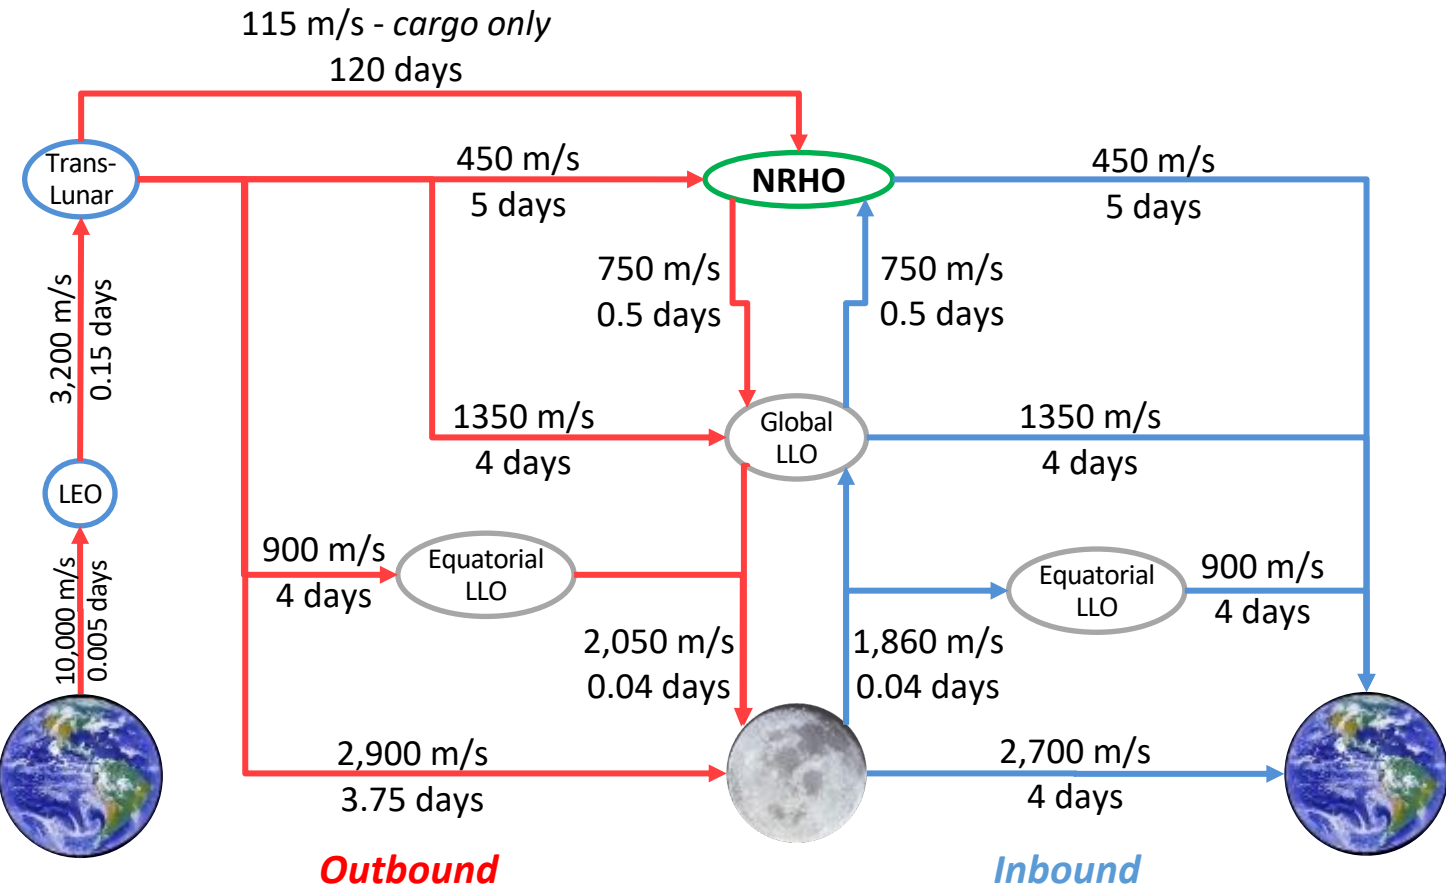 115 m/s - cargo only
120 days
Trans-
Lunar
450 m/s
5 days
NRHO
450 m/s
5 days
3,200 m/s
0.15 days
750 m/s
0.5 days
750 m/s
0.5 days
1350 m/s
4 days
Global
LLO
1350 m/s
4 days
LEO
10,000 m/s
0.005 days
900 m/s
4 days
Equatorial
LLO
Equatorial
LLO
900 m/s
4 days
2,050 m/s
0.04 days
1,860 m/s
0.04 days
2,900 m/s
3.75 days
2,700 m/s
4 days
Outbound
Inbound